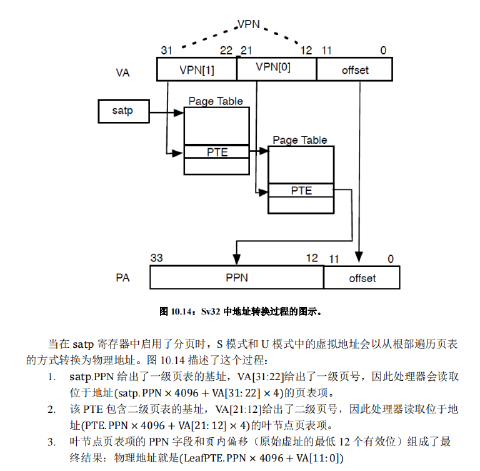 VPN
31 22 21 12 11 0
VA VPN[1] VPN[0] offset
satp Page Table
Page Table
PTE
PTE
33 12 11 0
PA PPN offset
图 10.14：Sv32 中地址转换过程的图示。
当在 satp 寄存器中启用了分页时，S 模式和 U 模式中的虚拟地址会以从根部遍历页表
的方式转换为物理地址。图 10.14 描述了这个过程：
1. satp.PPN 给出了一级页表的基址，VA[31:22]给出了一级页号，因此处理器会读取
位于地址(satp.PPN × 4096 + VA[31: 22] × 4)的页表项。
2. 该 PTE 包含二级页表的基址，VA[21:12]给出了二级页号，因此处理器读取位于地
址(PTE.PPN × 4096 + VA[21: 12] × 4)的叶节点页表项。
3. 叶节点页表项的 PPN 字段和页内偏移（原始虚址的最低 12 个有效位）组成了最
终结果：物理地址就是(LeafPTE.PPN × 4096 + VA[11:0])